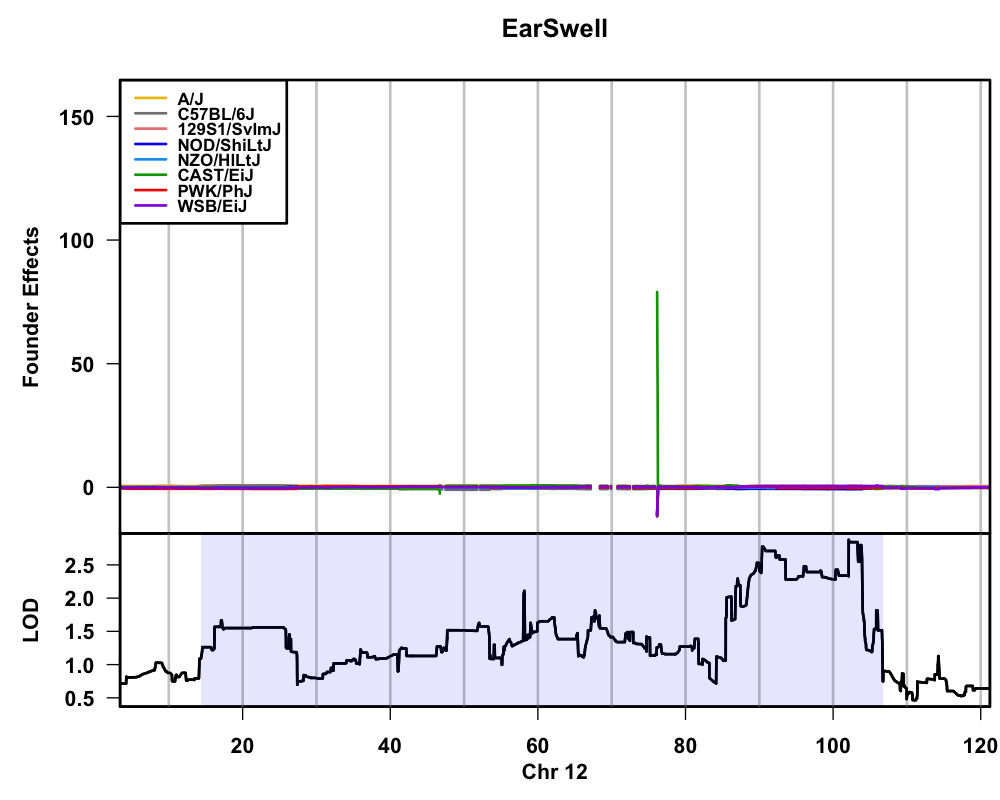 EarSwell
A/J
C57BL/6J
129S1/SvImJ
NOD/ShiLtJ
NZO/HlLtJ
CAST/EiJ
PWK/PhJ
WSB/EiJ
Founder Effects
150
100
50
0
LOD
2.5
2.0
1.5
1.0
0.5
20 40 60 80 100 120
Chr 12